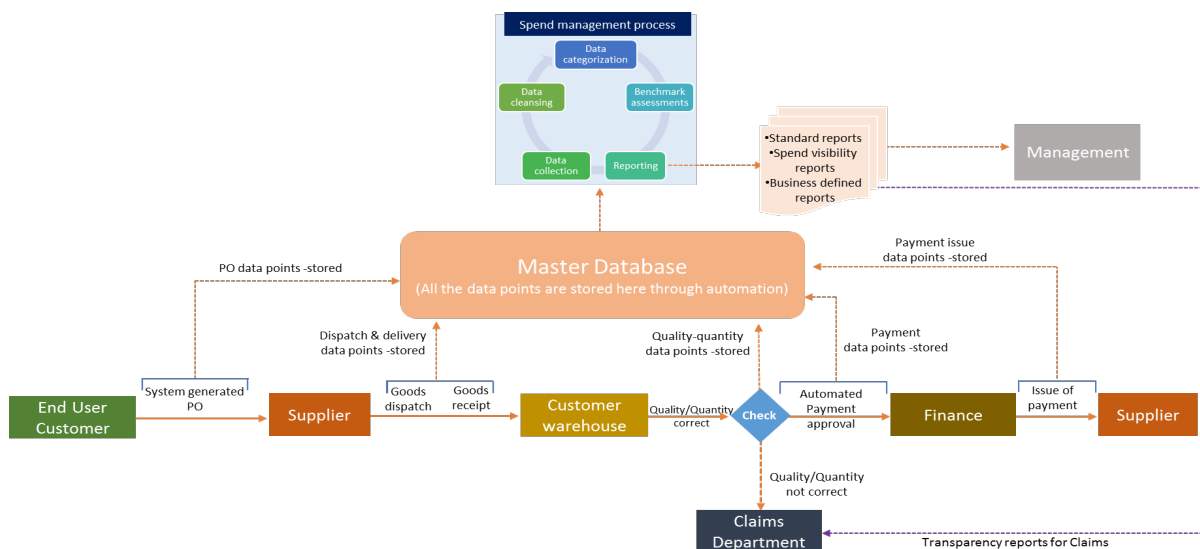 Spend management process
Data
categorization
Data
cleansing
Benchmark
assessments
Data
collection
Reporting
•Standard reports
•Spend visibility
reports
•Business defined
reports
Management
Master Database
(All the data points are stored here through automation)
PO data points -stored
Payment issue
data points -stored
Dispatch & delivery
data points -stored
Quality-quantity
data points -stored
Payment
data points -stored
End User
Customer
System generated
PO
Supplier
Goods
dispatch
Goods
receipt
Customer
warehouse
Quality/Quantity
correct
Check
Automated
Payment
approval
Finance
Issue of
payment
Supplier
Quality/Quantity
not correct
Claims
Department
Transparency reports for Claims